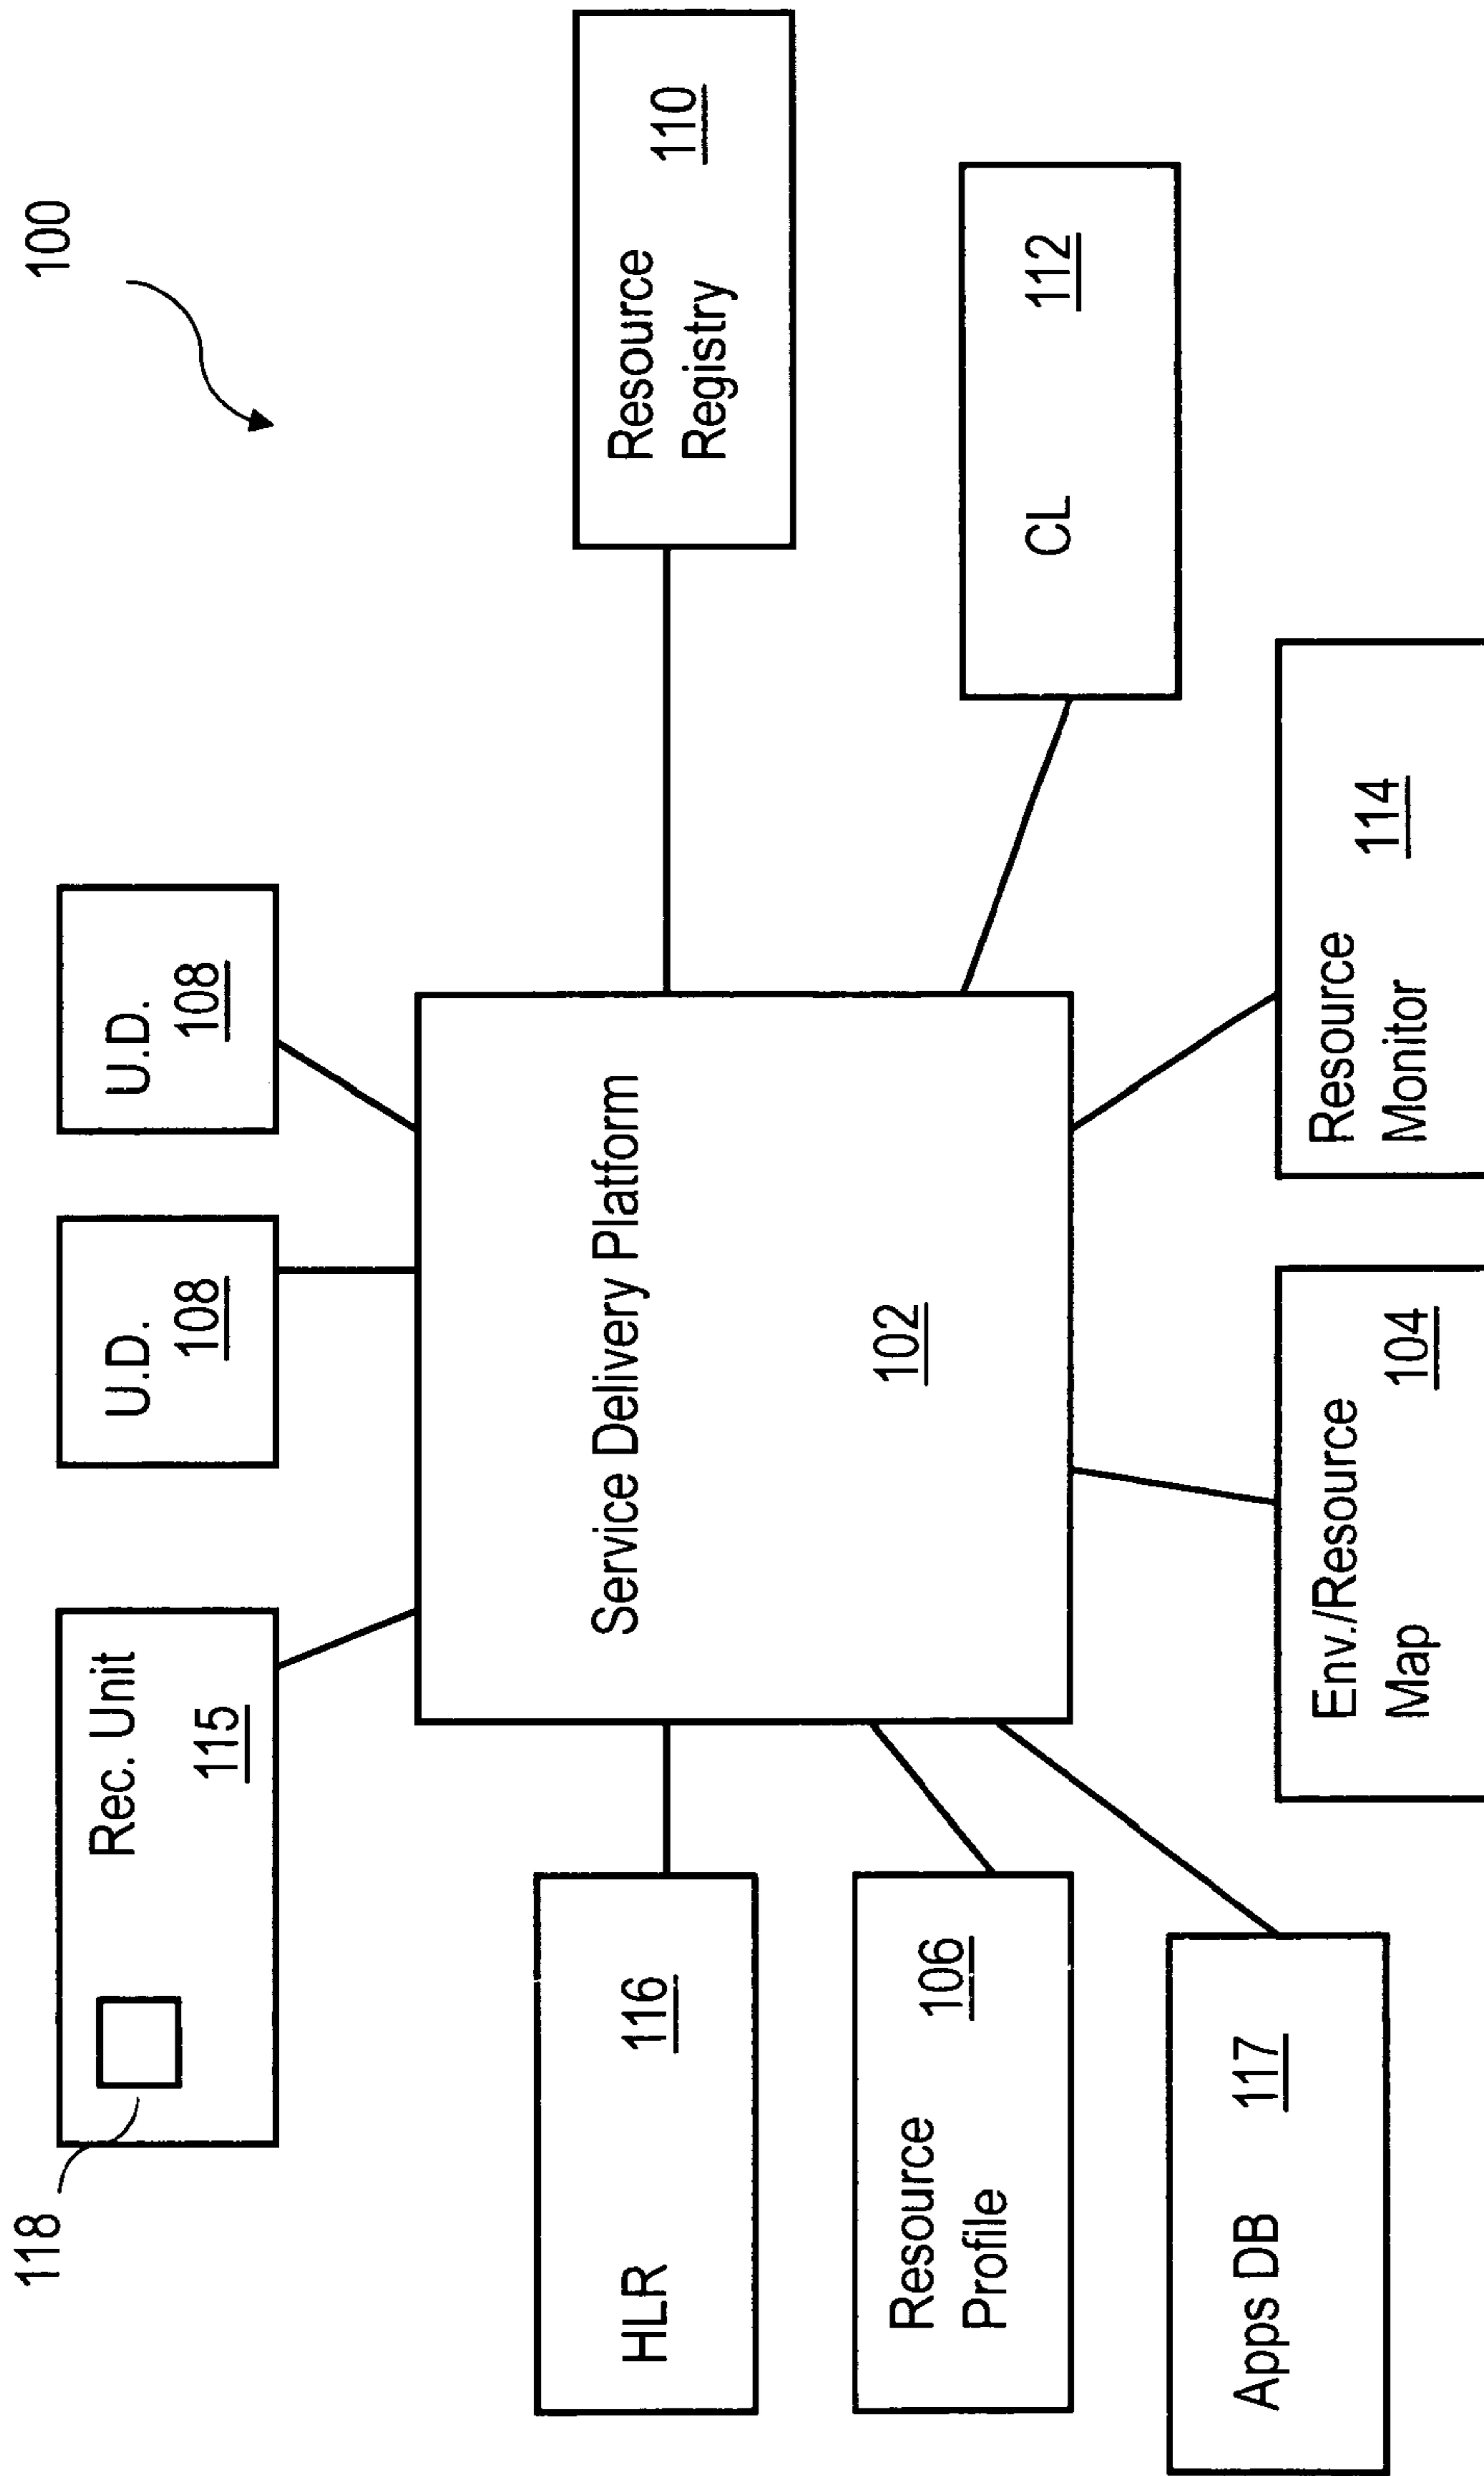 100
118
Rec. Unit
115
U.D.
108
U.D.
108
HLR
116
Service Delivery Platform
102
Resource
Registry
110
Resource
Profile
106
CL
112
Apps DB
117
Env./Resource
Map
104
Resource
Monitor
114